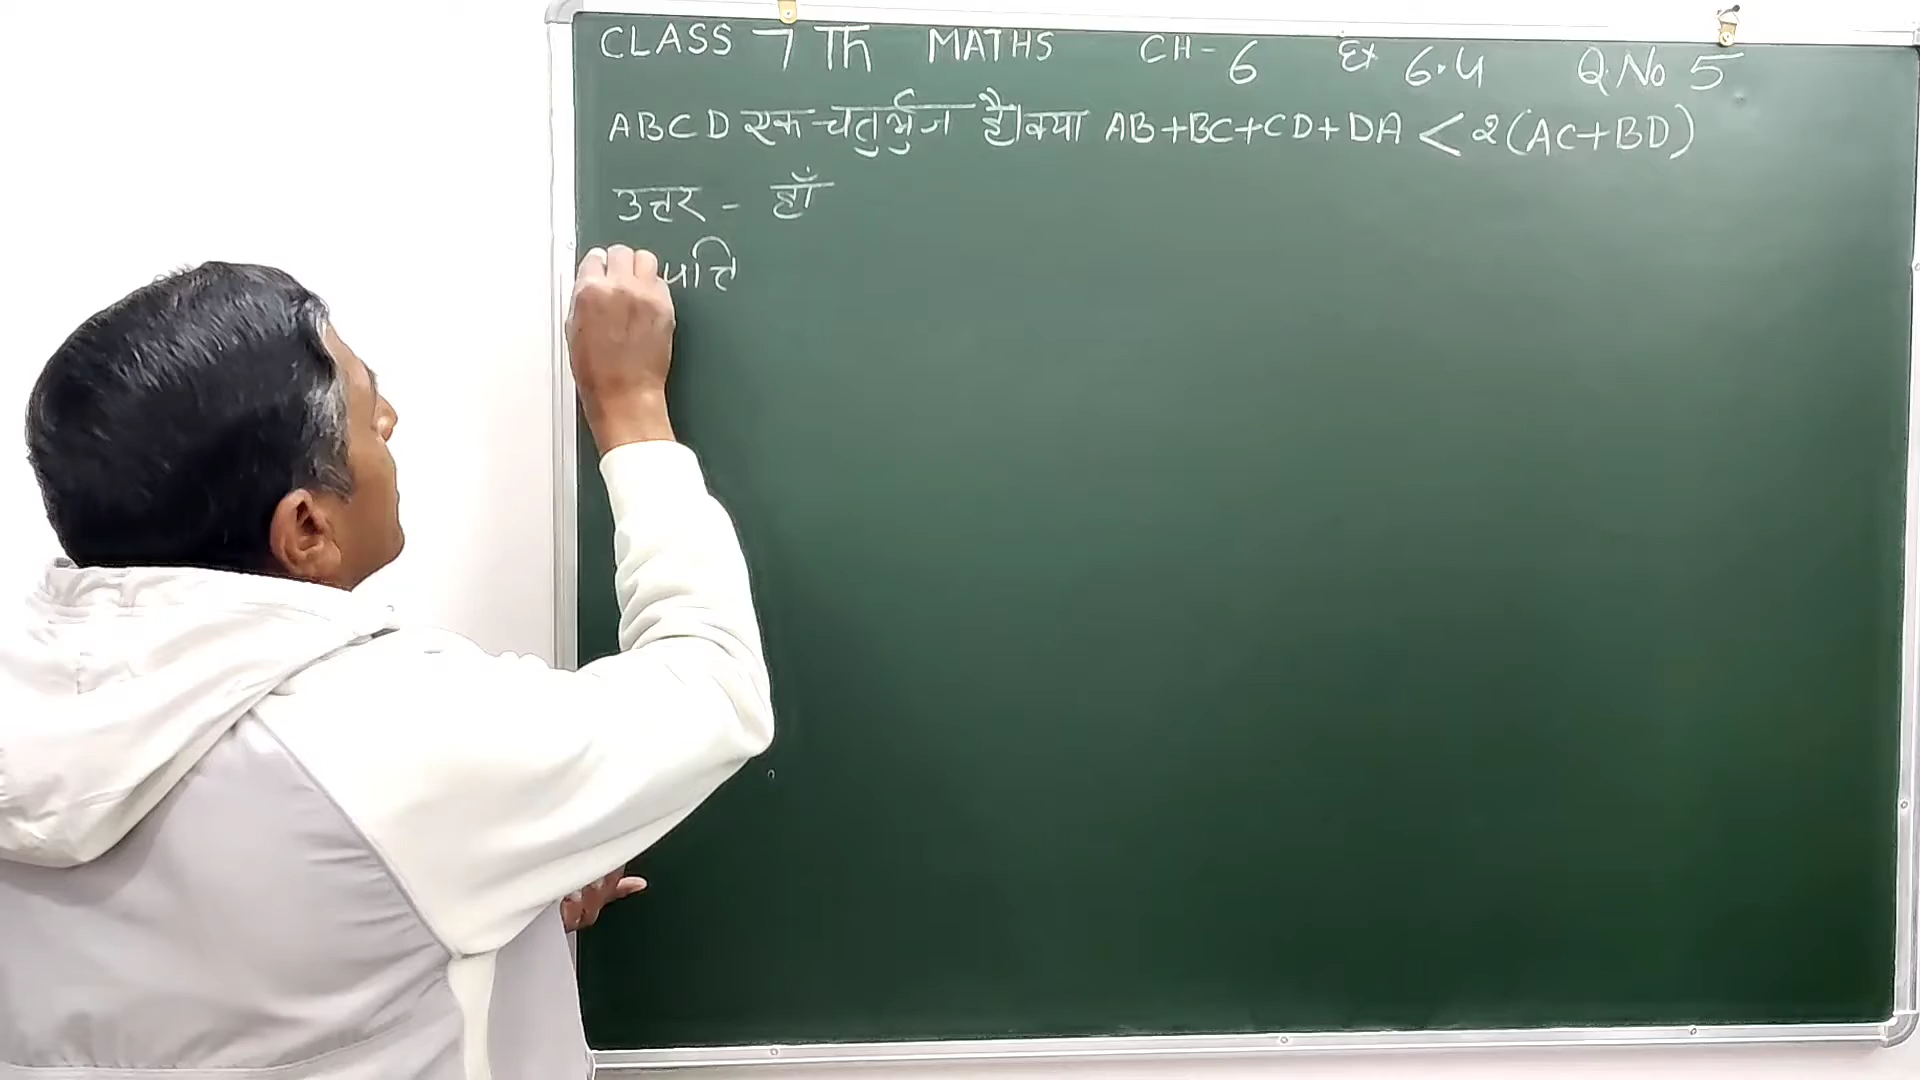 CLASS 7 Th MATHS CH- 6 Ex 6.4 Q.No 5
ABCD एक चतुर्भुज है। क्या AB+BC+CD+DA < 2(AC+BD)
उत्तर - हाँ